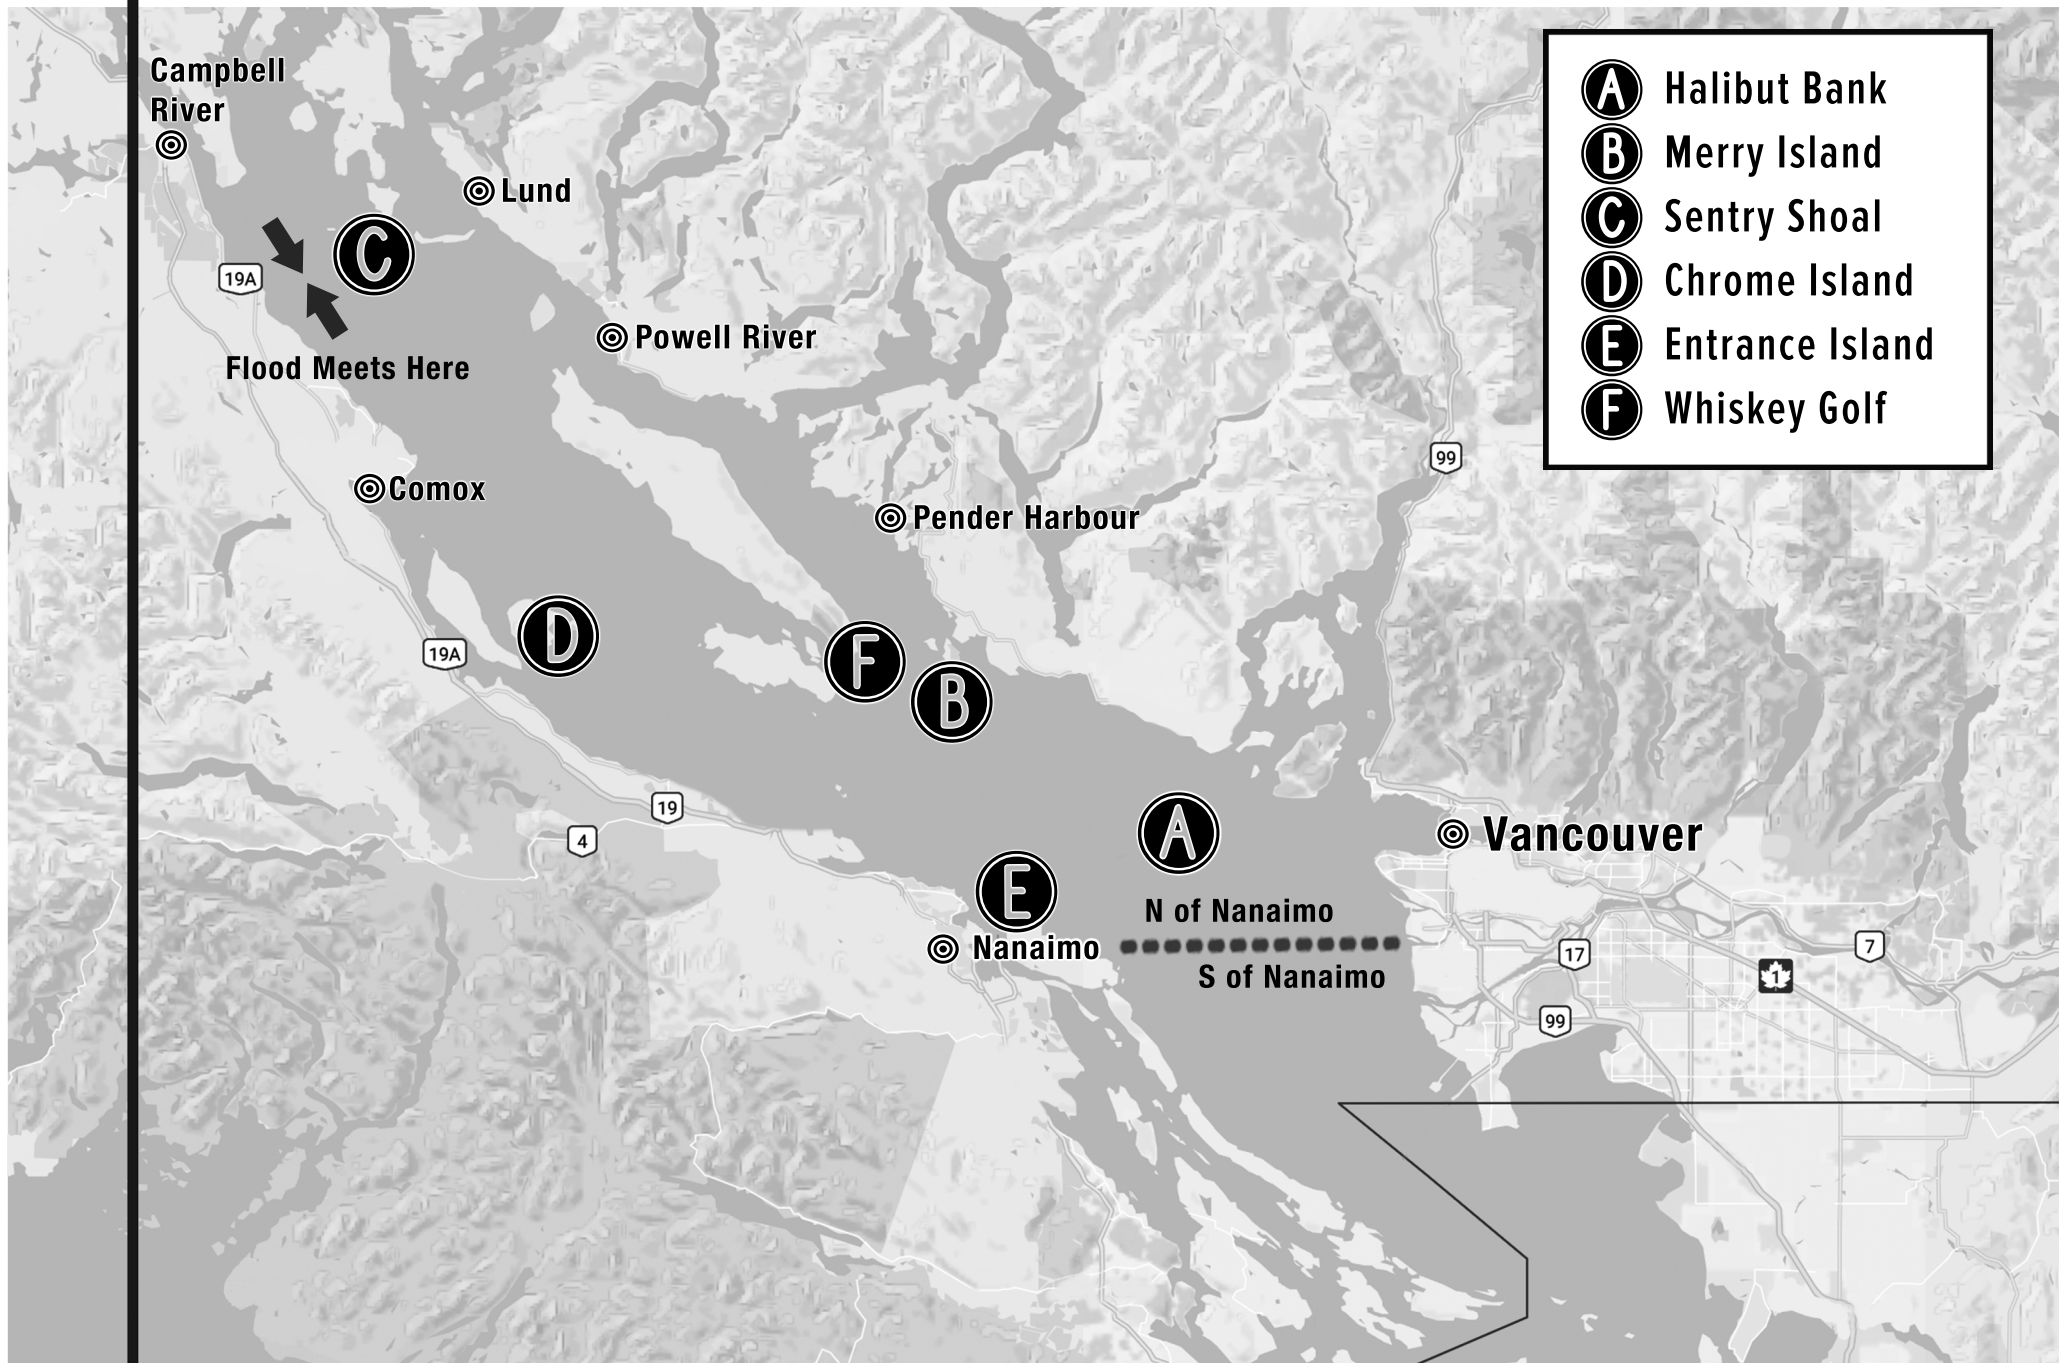 Campbell
River
Lund
19A
C
Powell River
Flood Meets Here
Comox
Pender Harbour
99
D
19A
F
B
19
4
A
Vancouver
E
N of Nanaimo
Nanaimo
S of Nanaimo
17
1
7
99
A Halibut Bank
B Merry Island
C Sentry Shoal
D Chrome Island
E Entrance Island
F Whiskey Golf